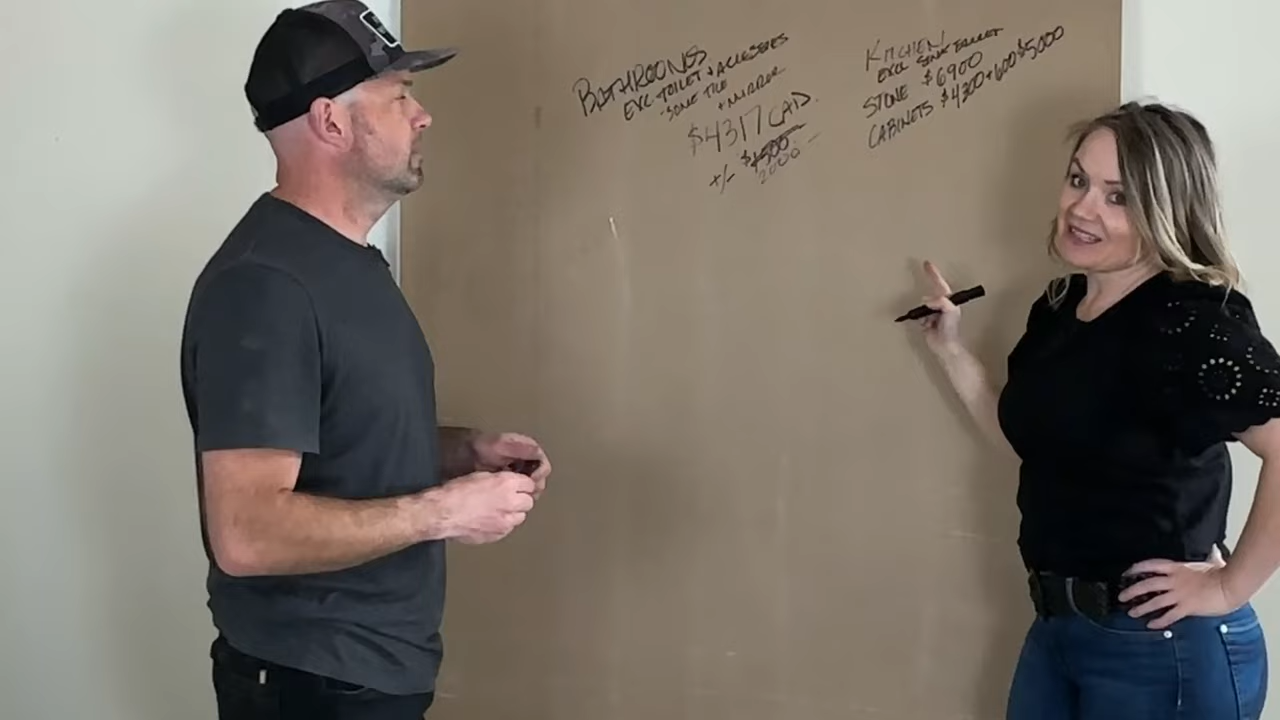 BATHROOMS
EXC. TOILET + ACCESSORIES
SOME TILE
+ MIRROR
$4317 CAD.
+/- $1500
2000 -
KITCHEN
EXC SINK FAUCET
STONE $6900
CABINETS $4300+600 $5000